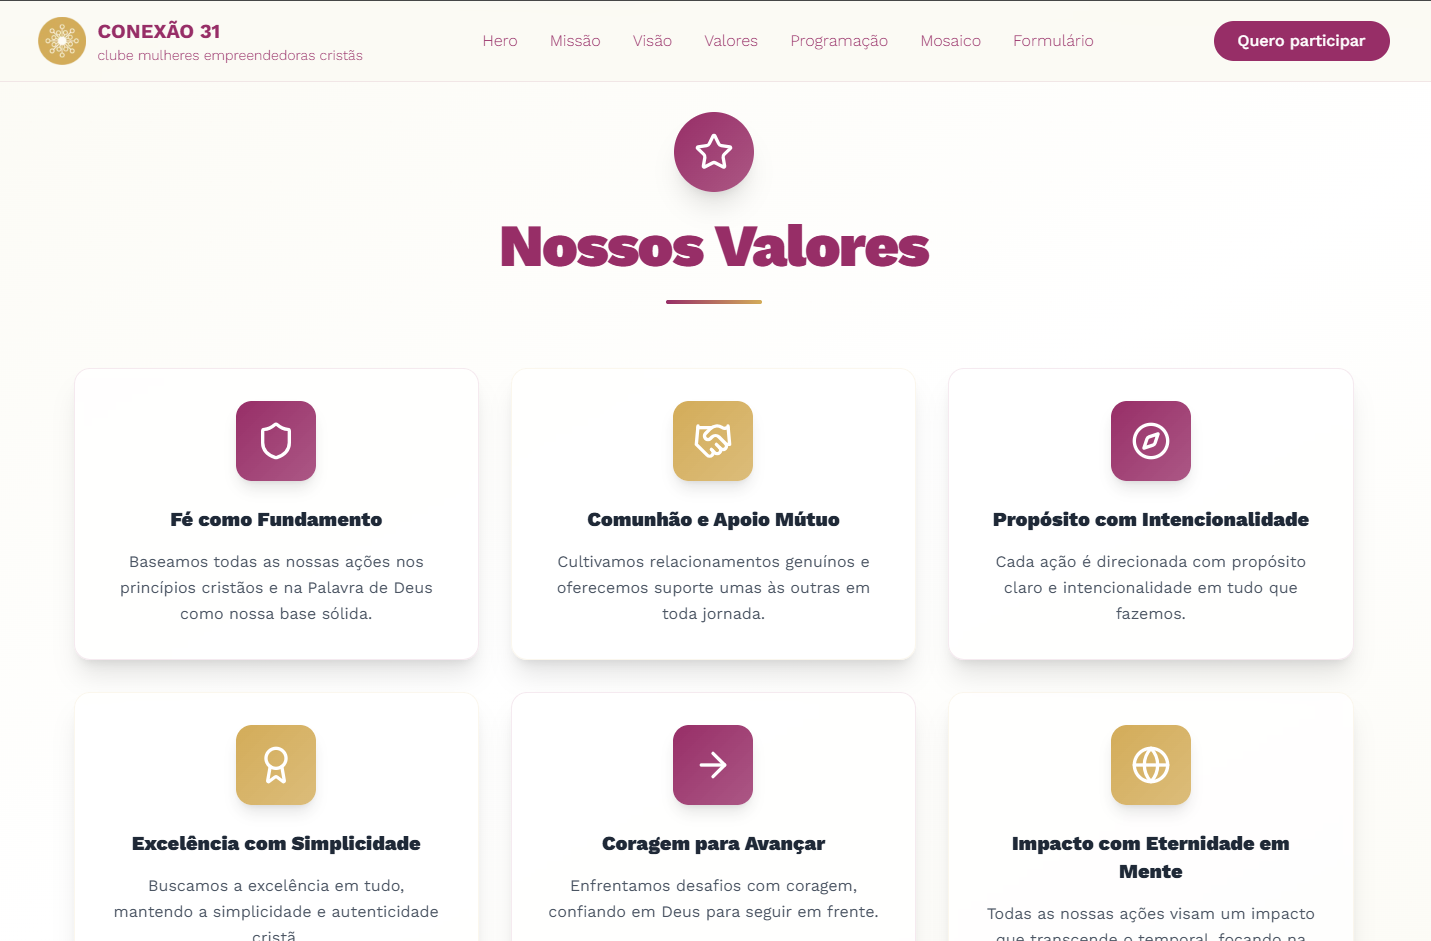 CONEXÃO 31
clube mulheres empreendedoras cristãs
Hero Missão Visão Valores Programação Mosaico Formulário
Quero participar
Nossos Valores
Fé como Fundamento
Baseamos todas as nossas ações nos
princípios cristãos e na Palavra de Deus
como nossa base sólida.
Comunhão e Apoio Mútuo
Cultivamos relacionamentos genuínos e
oferecemos suporte umas às outras em
toda jornada.
Propósito com Intencionalidade
Cada ação é direcionada com propósito
claro e intencionalidade em tudo que
fazemos.
Excelência com Simplicidade
Buscamos a excelência em tudo,
mantendo a simplicidade e autenticidade
cristã.
Coragem para Avançar
Enfrentamos desafios com coragem,
confiando em Deus para seguir em frente.
Impacto com Eternidade em
Mente
Todas as nossas ações visam um impacto
que transcende o temporal, focando na